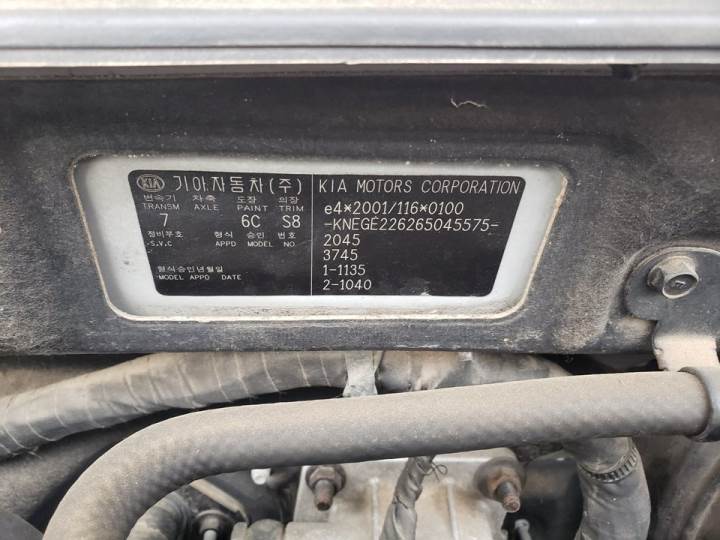 KIA 기아자동차(주)
변속기 차축 도장 의장
TRANSM AXLE PAINT TRIM
7 6C S8
정비부호 형식 승인 번호
-S.V.C APPD MODEL NO
형식승인년월일
-MODEL APPD DATE
KIA MOTORS CORPORATION
e4*2001/116*0100
-KNEGE226265045575-
2045
3745
1-1135
2-1040